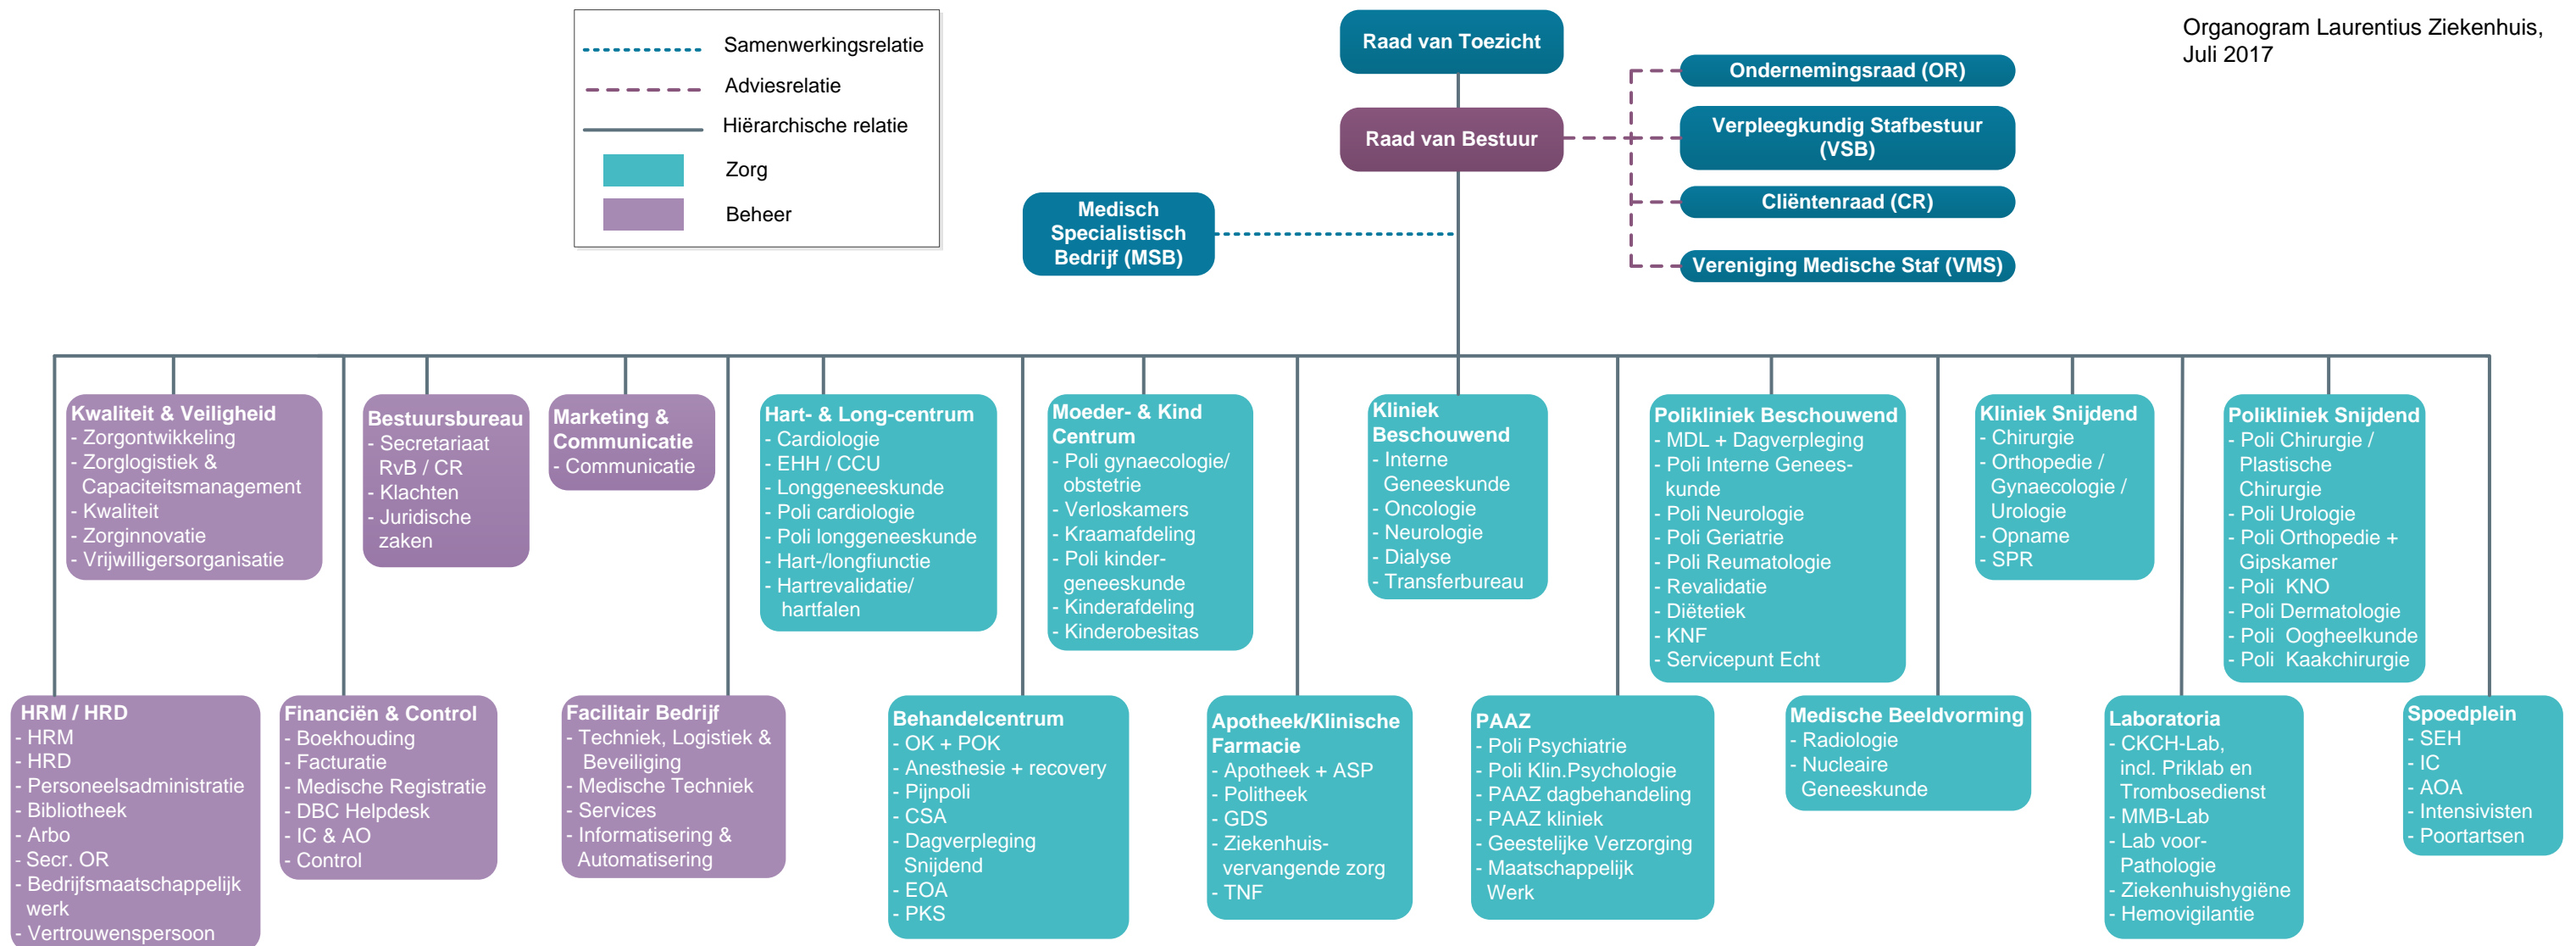 Samenwerkingsrelatie
Adviesrelatie
Hiërarchische relatie
Zorg
Beheer
Organogram Laurentius Ziekenhuis,
Juli 2017
Raad van Toezicht
Raad van Bestuur
Ondernemingsraad (OR)
Verpleegkundig Stafbestuur
(VSB)
Cliëntenraad (CR)
Vereniging Medische Staf (VMS)
Medisch
Specialistisch
Bedrijf (MSB)
Kwaliteit & Veiligheid
- Zorgontwikkeling
- Zorglogistiek &
Capaciteitsmanagement
- Kwaliteit
- Zorginnovatie
- Vrijwilligersorganisatie
Bestuursbureau
- Secretariaat
RvB / CR
- Klachten
- Juridische
zaken
Marketing &
Communicatie
- Communicatie
Hart- & Long-centrum
- Cardiologie
- EHH / CCU
- Longgeneeskunde
- Poli cardiologie
- Poli longgeneeskunde
- Hart-/longfiunctie
- Hartrevalidatie/
hartfalen
Moeder- & Kind
Centrum
- Poli gynaecologie/
obstetrie
- Verloskamers
- Kraamafdeling
- Poli kinder-
geneeskunde
- Kinderafdeling
- Kinderobesitas
Kliniek
Beschouwend
- Interne
Geneeskunde
- Oncologie
- Neurologie
- Dialyse
- Transferbureau
Polikliniek Beschouwend
- MDL + Dagverpleging
- Poli Interne Genees-
kunde
- Poli Neurologie
- Poli Geriatrie
- Poli Reumatologie
- Revalidatie
- Diëtetiek
- KNF
- Servicepunt Echt
Kliniek Snijdend
- Chirurgie
- Orthopedie /
Gynaecologie /
Urologie
- Opname
- SPR
Polikliniek Snijdend
- Poli Chirurgie /
Plastische
Chirurgie
- Poli Urologie
- Poli Orthopedie +
Gipskamer
- Poli KNO
- Poli Dermatologie
- Poli Oogheelkunde
- Poli Kaakchirurgie
HRM / HRD
- HRM
- HRD
- Personeelsadministratie
- Bibliotheek
- Arbo
- Secr. OR
- Bedrijfsmaatschappelijk
werk
- Vertrouwenspersoon
Financiën & Control
- Boekhouding
- Facturatie
- Medische Registratie
- DBC Helpdesk
- IC & AO
- Control
Facilitair Bedrijf
- Techniek, Logistiek &
Beveiliging
- Medische Techniek
- Services
- Informatisering &
Automatisering
Behandelcentrum
- OK + POK
- Anesthesie + recovery
- Pijnpoli
- CSA
- Dagverpleging
Snijdend
- EOA
- PKS
Apotheek/Klinische
Farmacie
- Apotheek + ASP
- Politheek
- GDS
- Ziekenhuis-
vervangende zorg
- TNF
PAAZ
- Poli Psychiatrie
- Poli Klin.Psychologie
- PAAZ dagbehandeling
- PAAZ kliniek
- Geestelijke Verzorging
- Maatschappelijk
Werk
Medische Beeldvorming
- Radiologie
- Nucleaire
Geneeskunde
Laboratoria
- CKCH-Lab,
incl. Priklab en
Trombosedienst
- MMB-Lab
- Lab voor-
Pathologie
- Ziekenhuishygiëne
- Hemovigilantie
Spoedplein
- SEH
- IC
- AOA
- Intensivisten
- Poortartsen